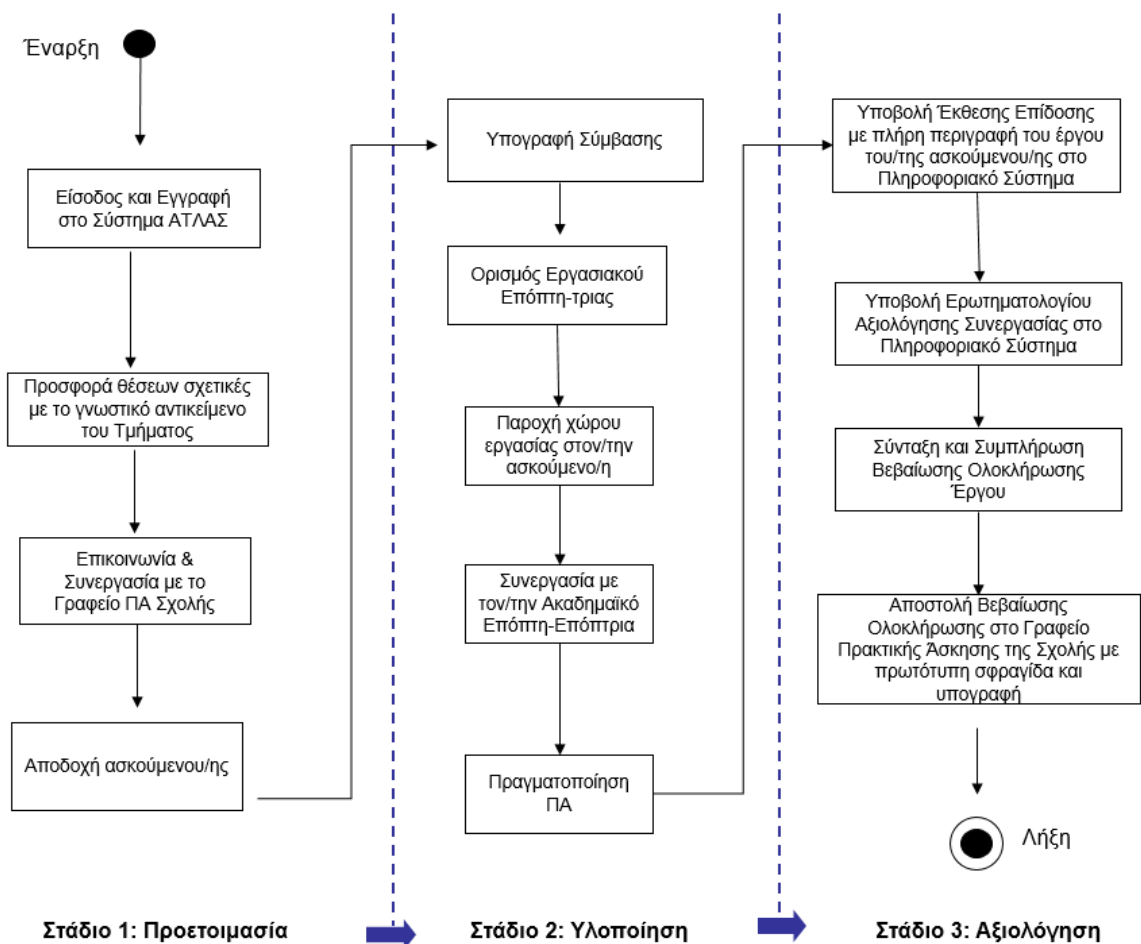 Έναρξη
Είσοδος και Εγγραφή
στο Σύστημα ΑΤΛΑΣ
Προσφορά θέσεων σχετικές
με το γνωστικό αντικείμενο
του Τμήματος
Επικοινωνία &
Συνεργασία με το
Γραφείο ΠΑ Σχολής
Αποδοχή ασκούμενου/ης
Στάδιο 1: Προετοιμασία
Υπογραφή Σύμβασης
Ορισμός Εργασιακού
Επόπτη-τριας
Παροχή χώρου
εργασίας στον/την
ασκούμενο/η
Συνεργασία με
τον/την Ακαδημαϊκό
Επόπτη-Επόπτρια
Πραγματοποίηση
ΠΑ
Στάδιο 2: Υλοποίηση
Υποβολή Έκθεσης Επίδοσης
με πλήρη περιγραφή του έργου
του/της ασκούμενου/ης στο
Πληροφοριακό Σύστημα
Υποβολή Ερωτηματολογίου
Αξιολόγησης Συνεργασίας στο
Πληροφοριακό Σύστημα
Σύνταξη και Συμπλήρωση
Βεβαίωσης Ολοκλήρωσης
Έργου
Αποστολή Βεβαίωσης
Ολοκλήρωσης στο Γραφείο
Πρακτικής Άσκησης της Σχολής με
πρωτότυπη σφραγίδα και
υπογραφή
Λήξη
Στάδιο 3: Αξιολόγηση